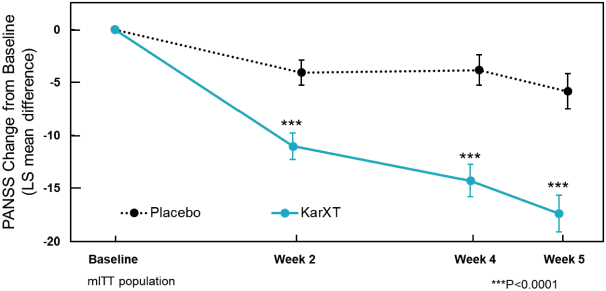 PANSS Change from Baseline
(LS mean difference)
0
-5
-10
-15
-20
***
***
***
Placebo
KarXT
Baseline
Week 2
Week 4
Week 5
mITT population
***P<0.0001